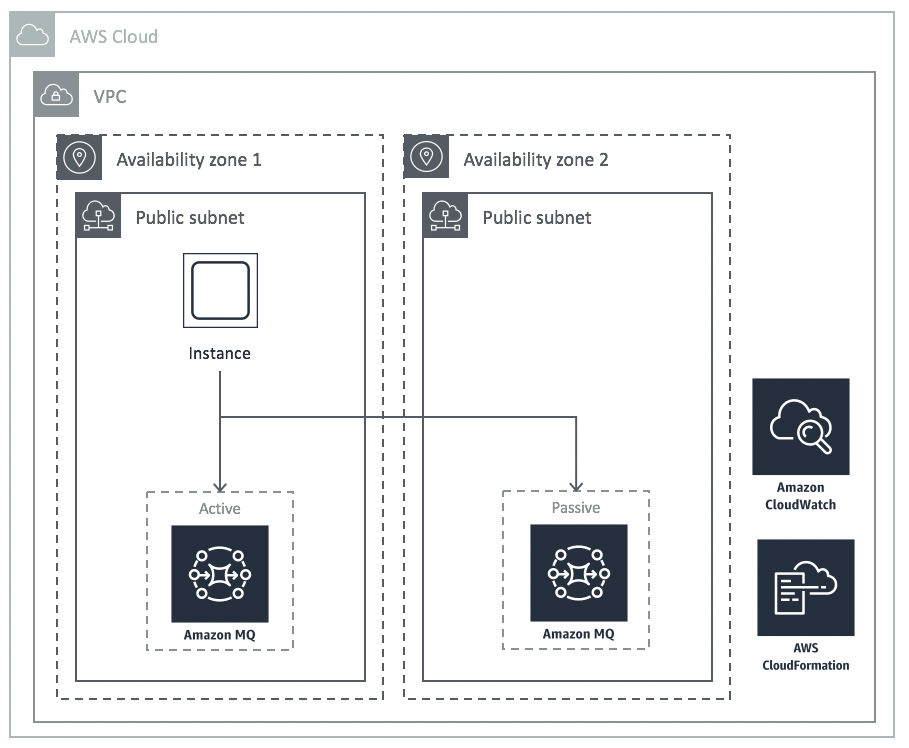 AWS Cloud
VPC
Availability zone 1
Availability zone 2
Public subnet
Public subnet
Instance
Active
Amazon MQ
Passive
Amazon MQ
Amazon
CloudWatch
AWS
CloudFormation